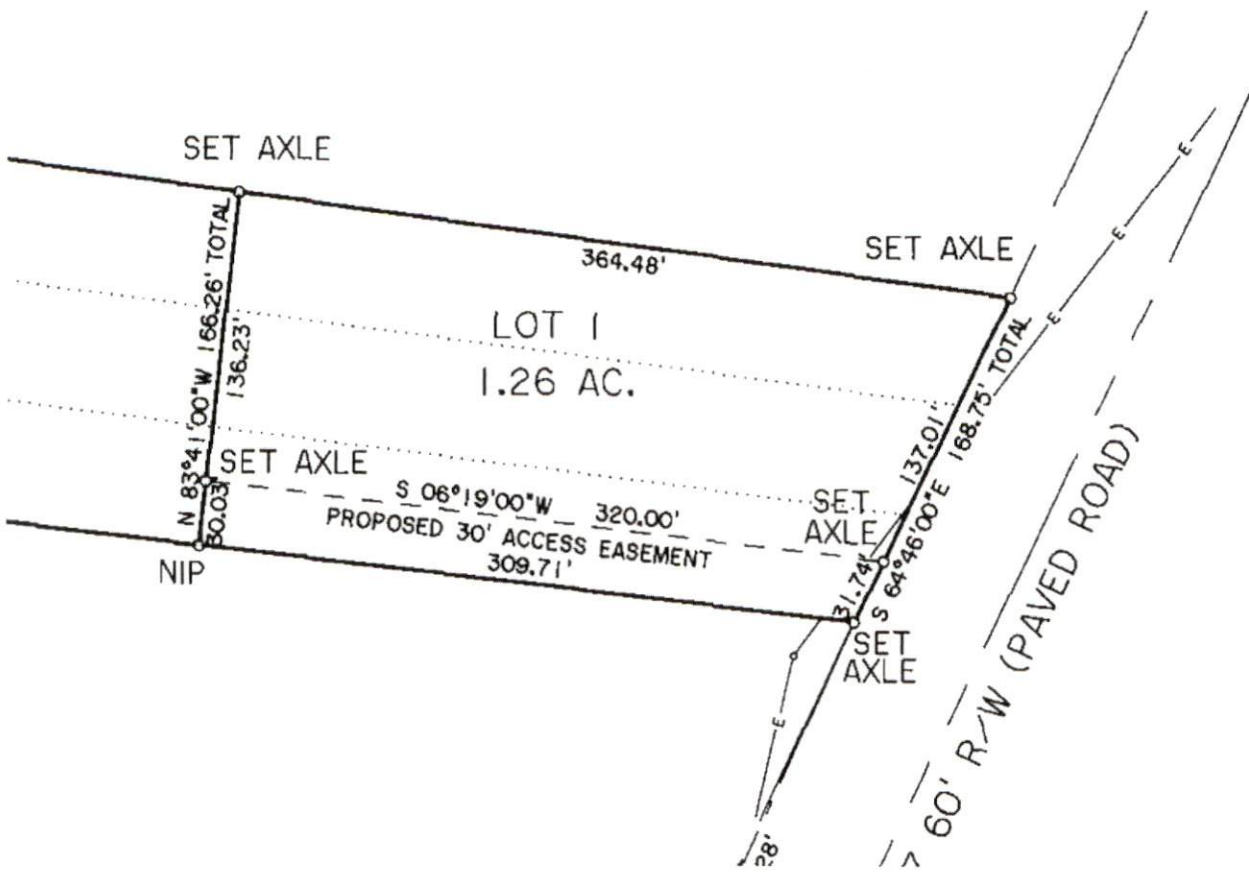 SET AXLE
SET AXLE
364.48'
N 83°41'00"W 166.26' TOTAL
136.23'
LOT 1
1.26 AC.
137.01'
168.75' TOTAL
S 64°46'00"E
SET AXLE
30.03'
S 06°19'00"W 320.00'
PROPOSED 30' ACCESS EASEMENT
309.71'
SET
AXLE
31.74'
NIP
SET
AXLE
E
E
E
E
60' R/W (PAVED ROAD)
28'